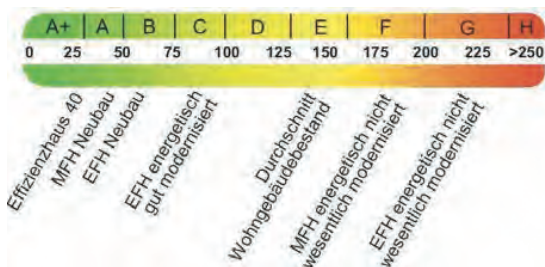 A+ A B C D E F G H
0 25 50 75 100 125 150 175 200 225 >250
Effizienzhaus 40
MFH Neubau
EFH Neubau
EFH energetisch
gut modernisiert
Durchschnitt
Wohngebäudebestand
MFH energetisch nicht
wesentlich modernisiert
EFH energetisch nicht
wesentlich modernisiert